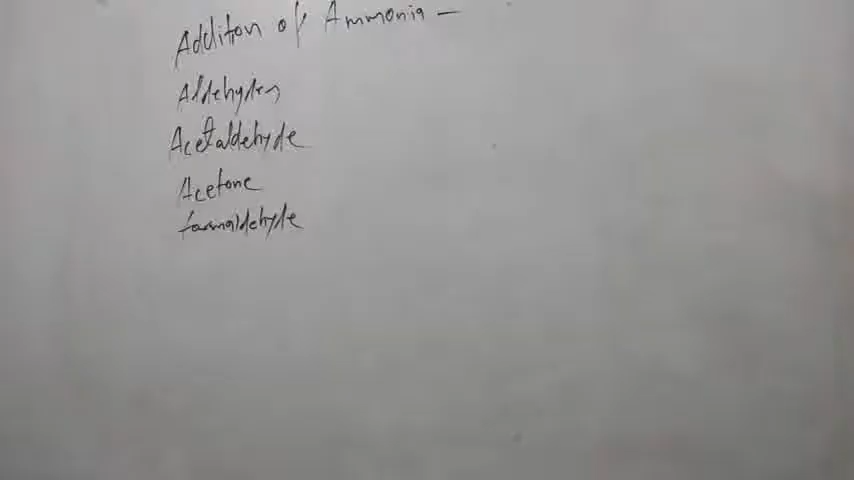 Additon of Ammonia —
Aldehydes
Acetaldehyde
Acetone
formaldehyde